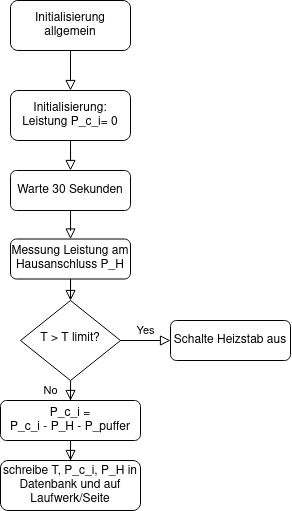 Initialisierung
allgemein
Initialisierung:
Leistung P_c_i= 0
Warte 30 Sekunden
Messung Leistung am
Hausanschluss P_H
T > T limit?
Yes
Schalte Heizstab aus
No
P_c_i =
P_c_i - P_H - P_puffer
schreibe T, P_c_i, P_H in
Datenbank und auf
Laufwerk/Seite